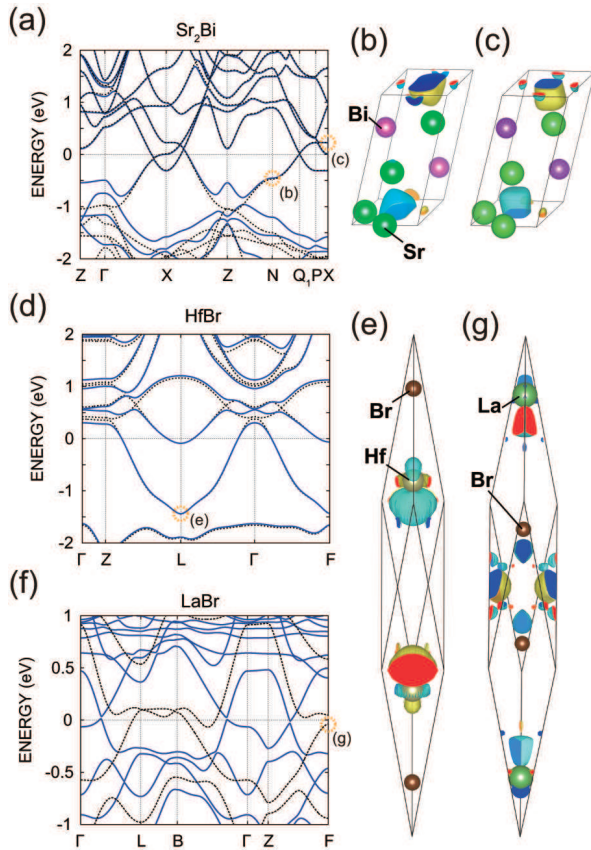 (a)
Sr₂Bi
(b)
(c)
ENERGY (eV)
2
1
0
-1
-2
(c)
(b)
Z Γ X Z N Q₁PX
Bi
Sr
(d)
HfBr
(e)
(g)
ENERGY (eV)
2
1
0
-1
-2
(e)
Γ Z L Γ F
Br
Hf
La
Br
(f)
LaBr
ENERGY (eV)
1
0.5
0
-0.5
-1
(g)
Γ L B Γ Z F